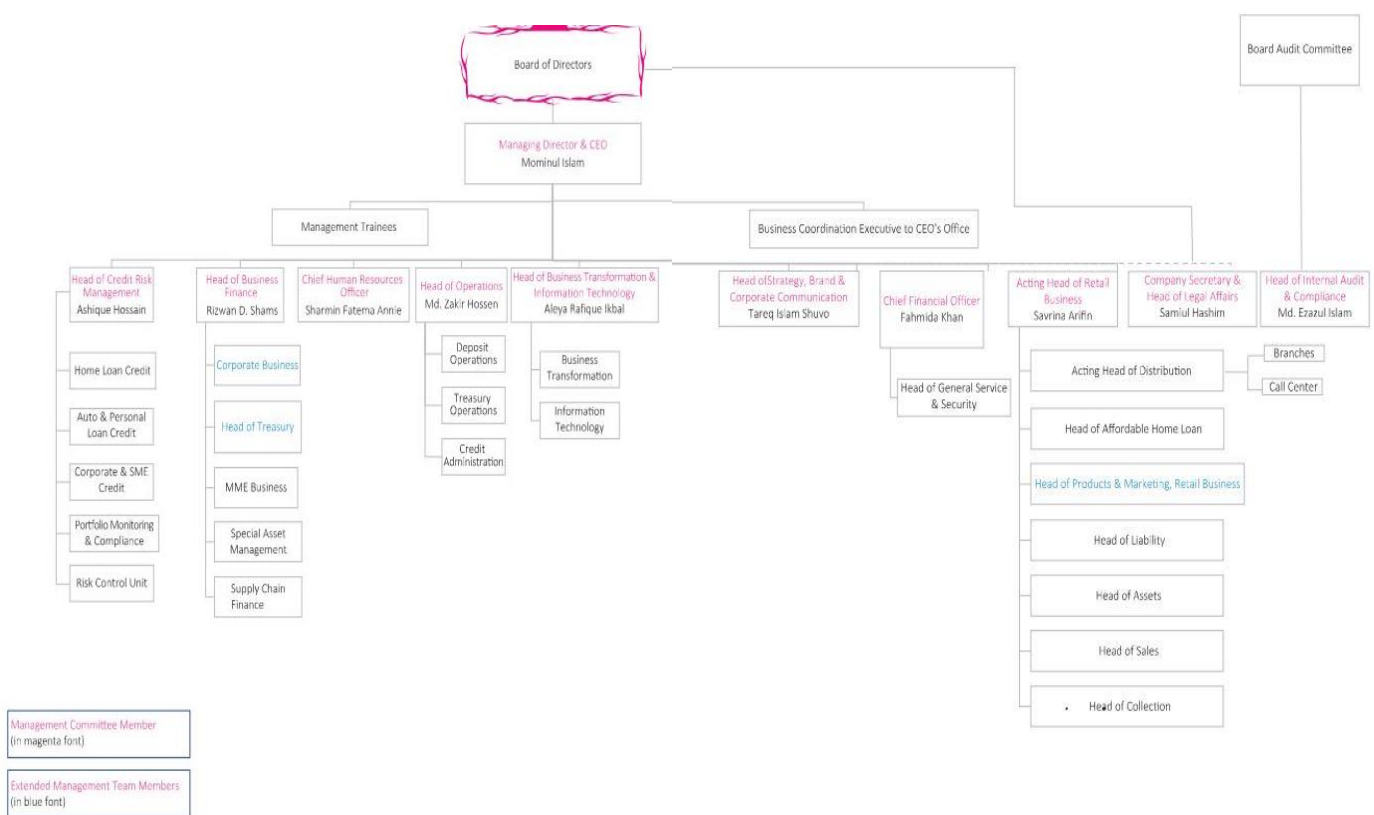 Board of Directors
Board Audit Committee
Managing Director & CEO
Mominul Islam
Management Trainees
Business Coordination Executive to CEO's Office
Head of Credit Risk
Management
Ashique Hossain
Head of Business
Finance
Rizwan D. Shams
Chief Human Resources
Officer
Sharmin Fatema Annie
Head of Operations
Md. Zakir Hossen
Head of Business Transformation &
Information Technology
Aleya Rafique Ikbal
Head ofStrategy, Brand &
Corporate Communication
Tareq Islam Shuvo
Chief Financial Officer
Fahmida Khan
Acting Head of Retail
Business
Savrina Arifin
Company Secretary &
Head of Legal Affairs
Samiul Hashim
Head of Internal Audit
& Compliance
Md. Ezazul Islam
Home Loan Credit
Auto & Personal
Loan Credit
Corporate & SME
Credit
Portfolio Monitoring
& Compliance
Risk Control Unit
Corporate Business
Head of Treasury
MME Business
Special Asset
Management
Supply Chain
Finance
Deposit
Operations
Treasury
Operations
Credit
Administration
Business
Transformation
Information
Technology
Head of General Service
& Security
Acting Head of Distribution
Branches
Call Center
Head of Affordable Home Loan
Head of Products & Marketing, Retail Business
Head of Liability
Head of Assets
Head of Sales
Head of Collection
Management Committee Member
(in magenta font)
Extended Management Team Members
(in blue font)